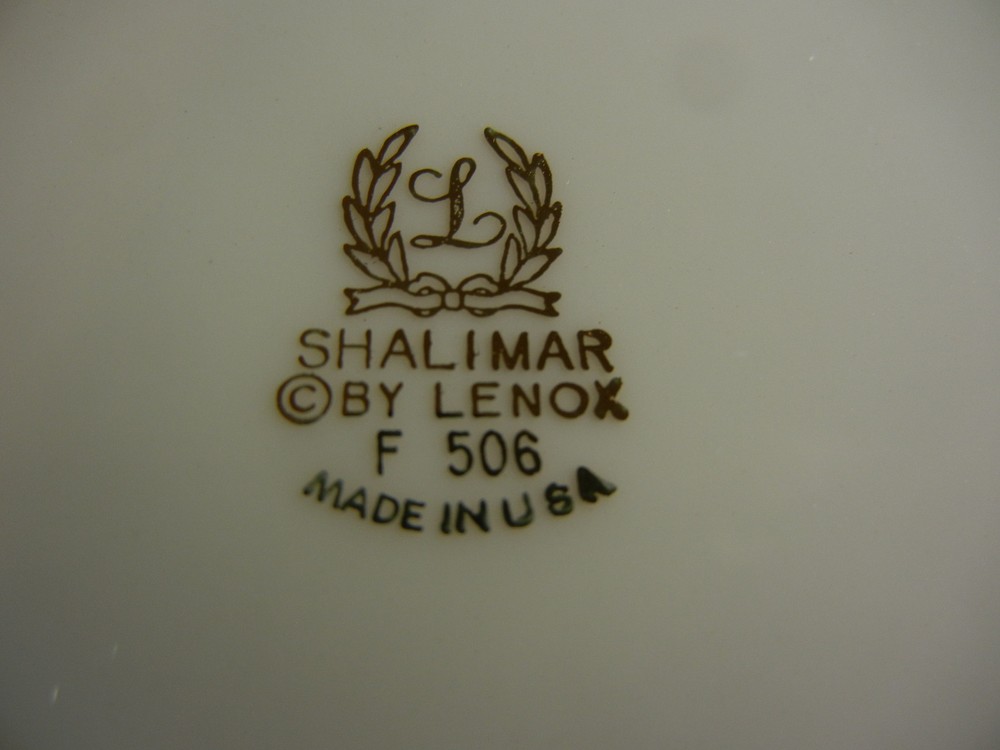 L
SHALIMAR
©BY LENOX
F 506
MADE IN USA